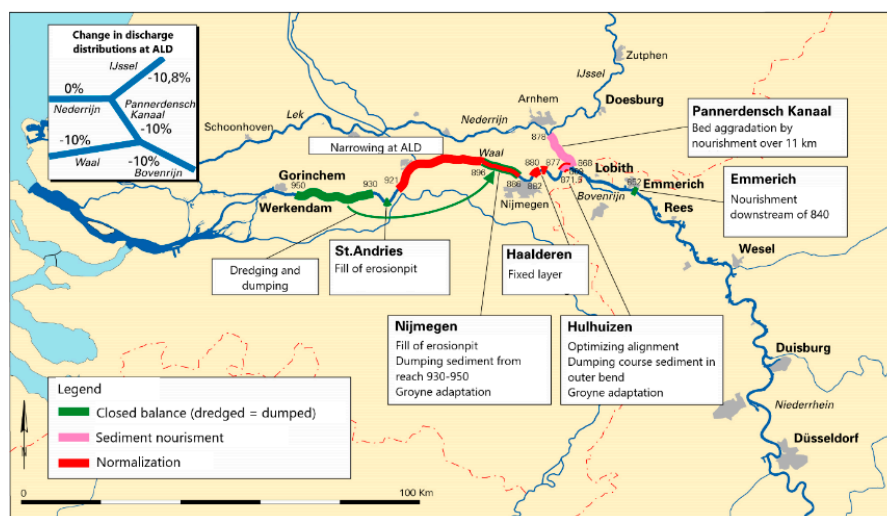 Change in discharge
distributions at ALD
IJssel
0%
-10,8%
Nederrijn
Pannerdensch
Kanaal
-10%
-10%
Waal
-10%
Bovenrijn
Zutphen
IJssel
Doesburg
Arnhem
Nederrijn
Lek
Schoonhoven
878
Pannerdensch Kanaal
Bed aggradation by
nourishment over 11 km
Narrowing at ALD
Waal
896
880
877
868
Lobith
871.9
866
882
Nijmegen
Bovenrijn
Emmerich
Rees
Emmerich
Nourishment
downstream of 840
Gorinchem
950
930
Werkendam
St.Andries
Fill of erosionpit
Dredging and
dumping
Haalderen
Fixed layer
Wesel
Nijmegen
Fill of erosionpit
Dumping sediment from
reach 930-950
Groyne adaptation
Hulhuizen
Optimizing alignment
Dumping course sediment in
outer bend
Groyne adaptation
Duisburg
Niederrhein
Düsseldorf
Legend
Closed balance (dredged = dumped)
Sediment nourisment
Normalization
0
100 Km